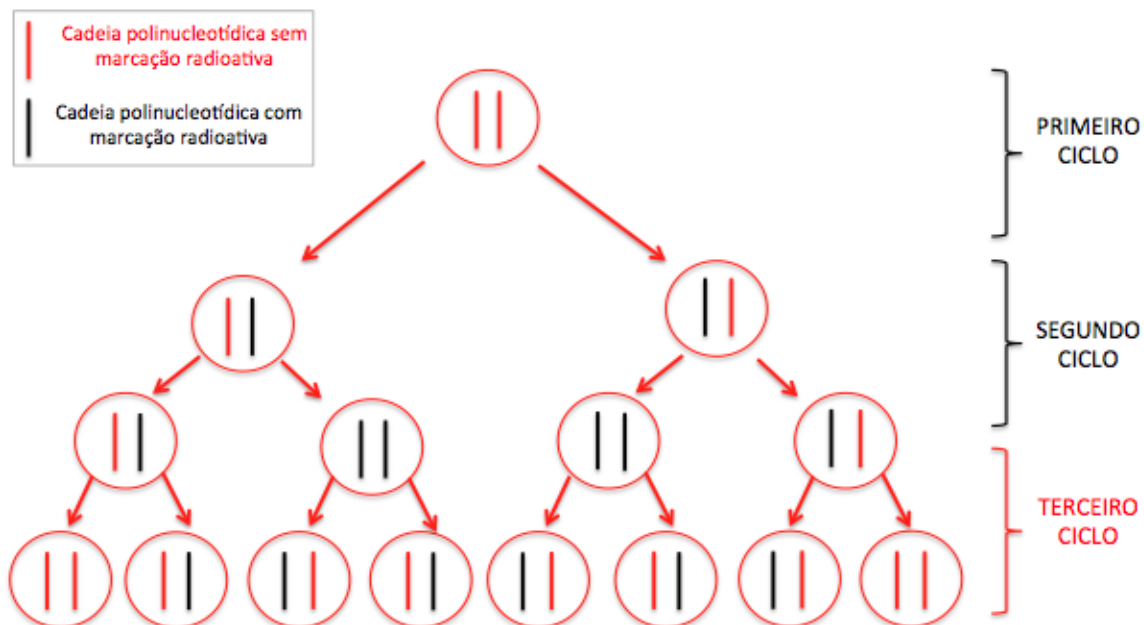 Cadeia polinucleotídica sem
marcação radioativa
Cadeia polinucleotídica com
marcação radioativa
PRIMEIRO
CICLO
SEGUNDO
CICLO
TERCEIRO
CICLO